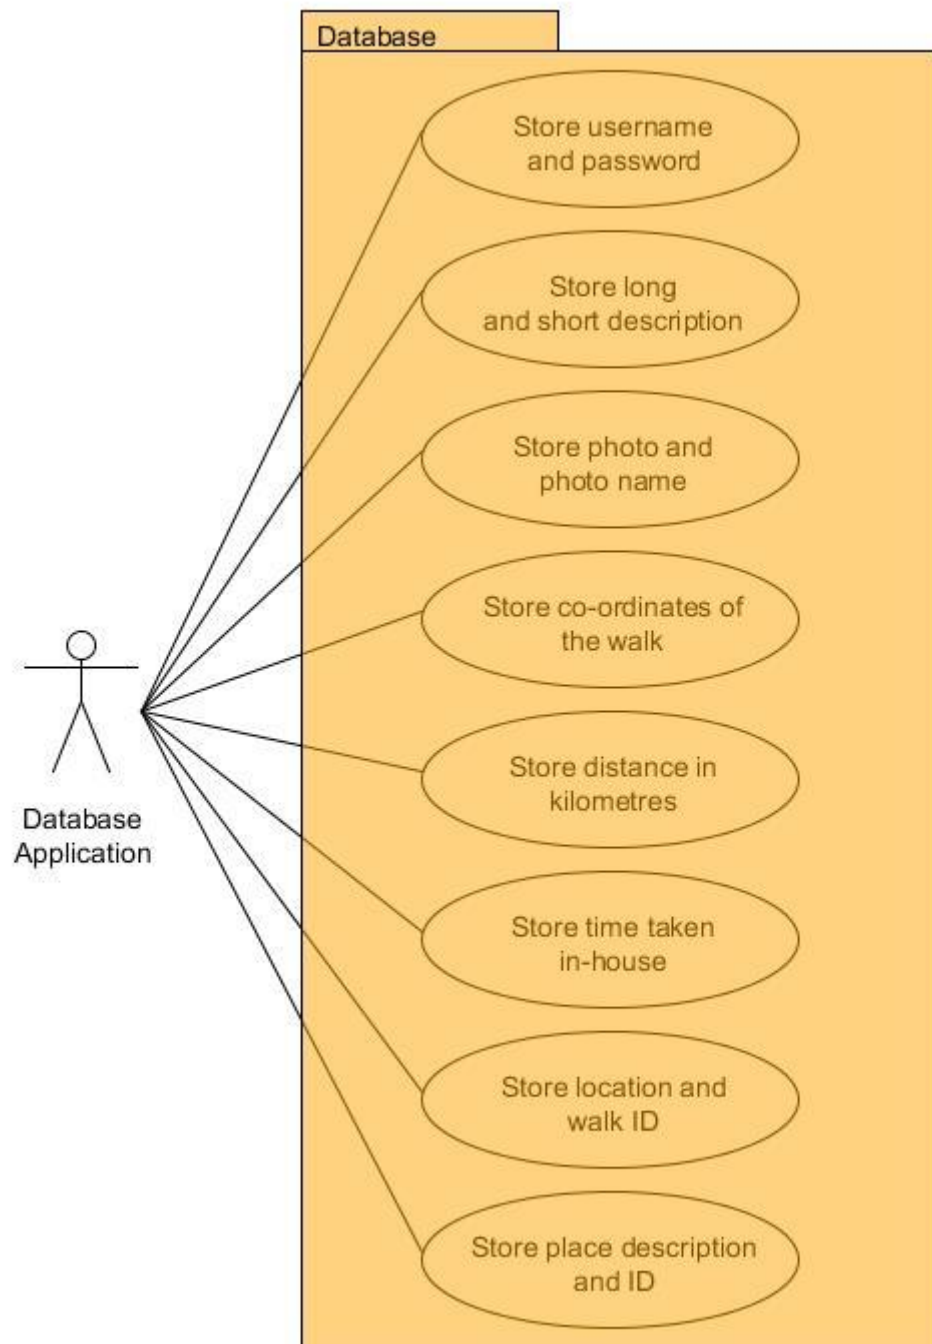 Database
Store username
and password
Store long
and short description
Store photo and
photo name
Store co-ordinates of
the walk
Store distance in
kilometres
Database
Application
Store time taken
in-house
Store location and
walk ID
Store place description
and ID